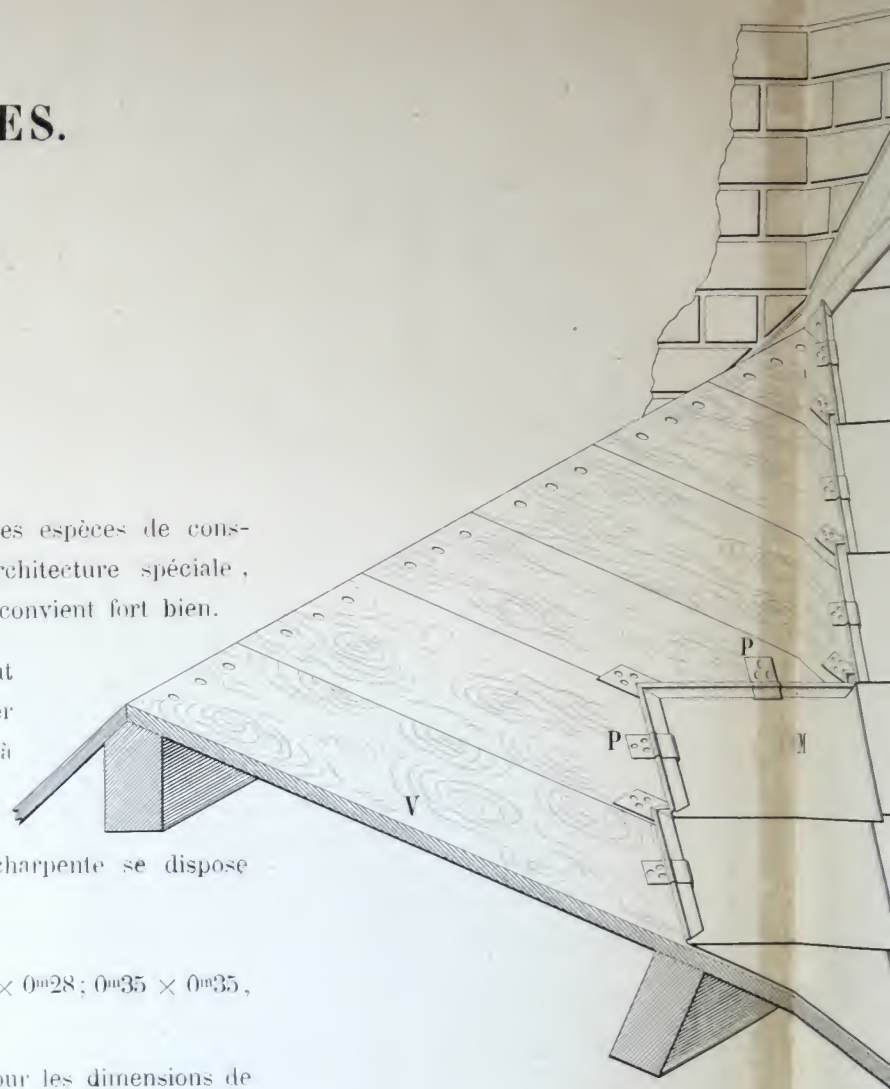 ES.
es espèces de cons-
rchitecture spéciale,
convient fort bien.
nt
er
à
charpente se dispose
× 0m28; 0m35 × 0m35,
our les dimensions de
P
P
M
V